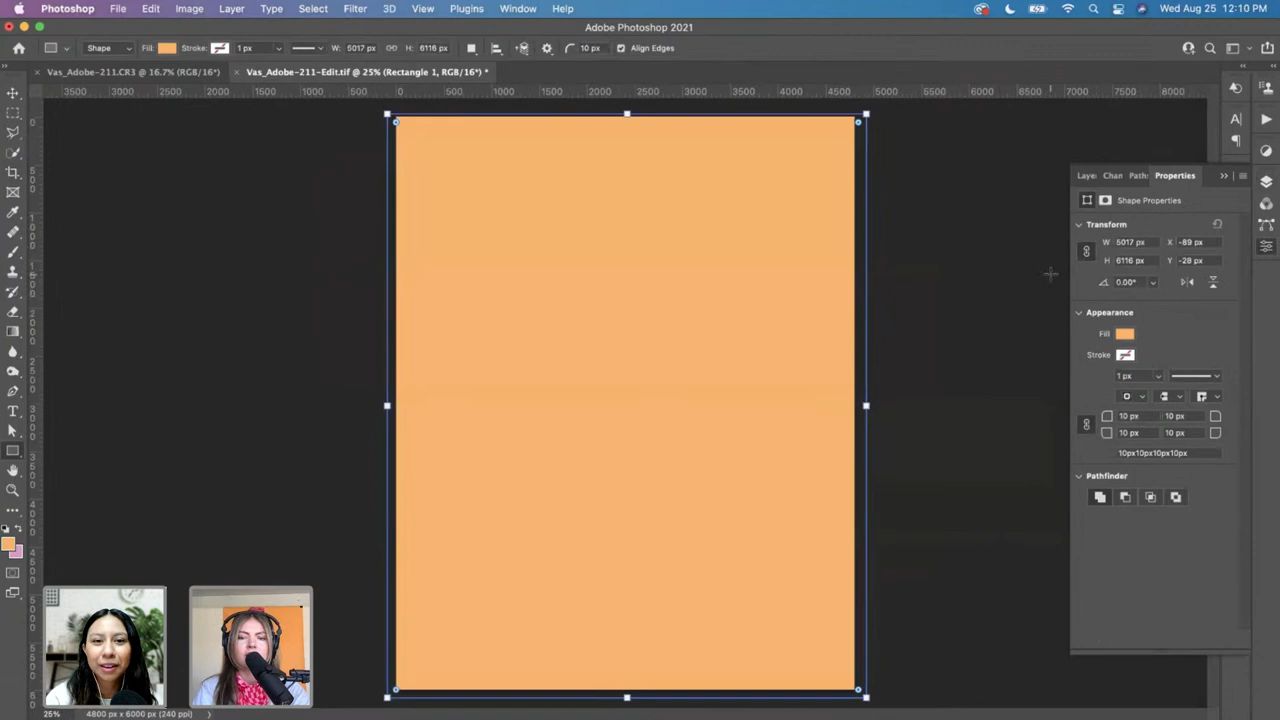 Photoshop File Edit Image Layer Type Select Filter 3D View Plugins Window Help Wed Aug 25 12:10 PM
Adobe Photoshop 2021
Shape Fill: Stroke: 1 px W: 5017 px H: 6116 px 10 px Align Edges
Vas_Adobe-211.CR3 @ 16.7% (RGB/16*) Vas_Adobe-211-Edit.tif @ 25% (Rectangle 1, RGB/16*) *
3500 3000 2500 2000 1500 1000 500 0 500 1000 1500 2000 2500 3000 3500 4000 4500 5000 5500 6000 6500 7000 7500 8000
Laye Chan Path Properties
Shape Properties
Transform
W 5017 px X -89 px
H 6116 px Y -28 px
0.00°
Appearance
Fill
Stroke
1 px
10 px 10 px
10 px 10 px
10px10px10px10px
Pathfinder
25% 4800 px x 6000 px (240 ppi)